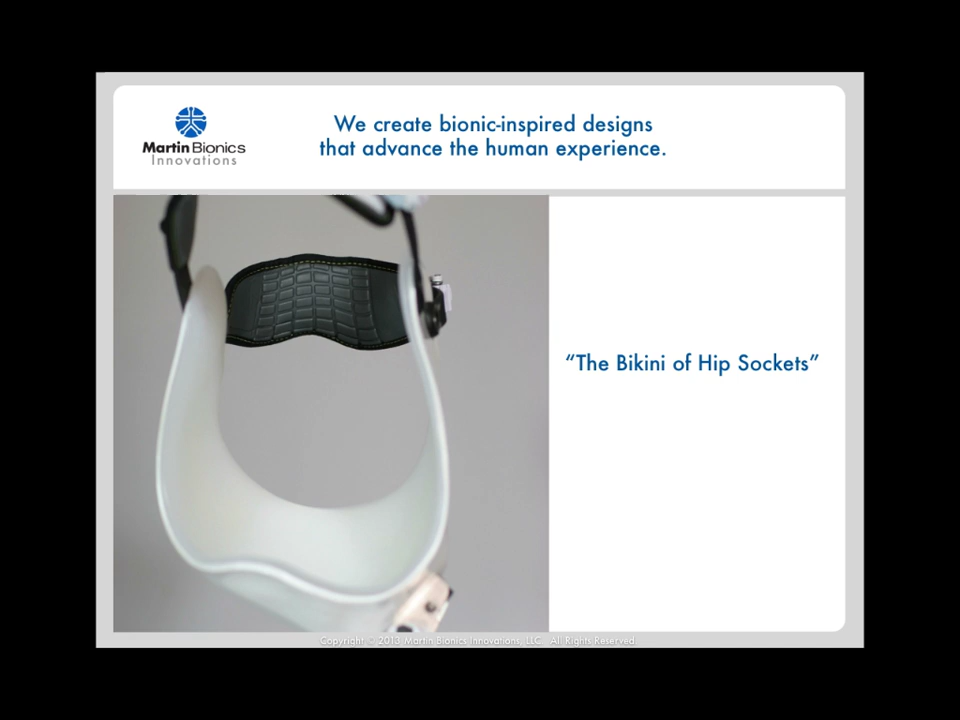 We create bionic-inspired designs
that advance the human experience.
Martin Bionics
Innovations
“The Bikini of Hip Sockets”
Copyright © 2013 Martin Bionics Innovations, LLC All Rights Reserved.